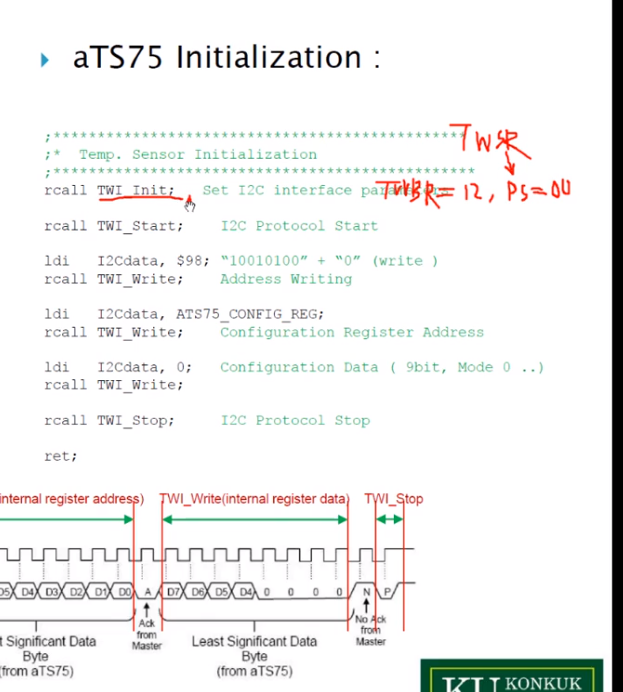 aTS75 Initialization :
;***********************************************
;* Temp. Sensor Initialization
;************************************************
rcall TWI_Init; Set I2C interface
TWSR
TWBR = 12, PS=00
rcall TWI_Start; I2C Protocol Start
ldi I2Cdata, $98; "10010100" + "0" (write )
rcall TWI_Write; Address Writing
ldi I2Cdata, ATS75_CONFIG_REG;
rcall TWI_Write; Configuration Register Address
ldi I2Cdata, 0; Configuration Data ( 9bit, Mode 0 ..)
rcall TWI_Write;
rcall TWI_Stop; I2C Protocol Stop
ret;
internal register address) TWI_Write(internal register data) TWI_Stop
D5 D4 D3 D2 D1 D0 A D7 D6 D5 D4 0 0 0 0 N P
Ack from Master
No Ack from Master
Significant Data Byte (from aTS75)
Least Significant Data Byte (from aTS75)
KU KONKUK